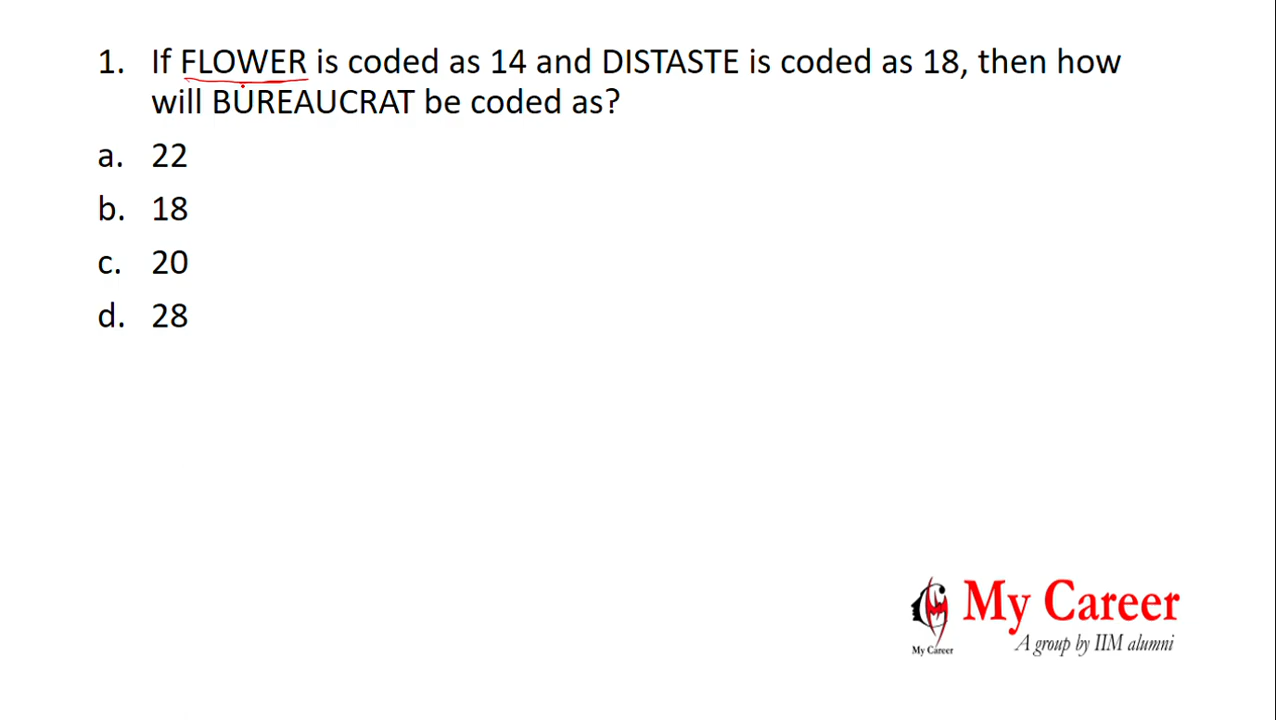 1. If FLOWER is coded as 14 and DISTASTE is coded as 18, then how
will BUREAUCRAT be coded as?
a. 22
b. 18
c. 20
d. 28
My Career
A group by IIM alumni
My Career